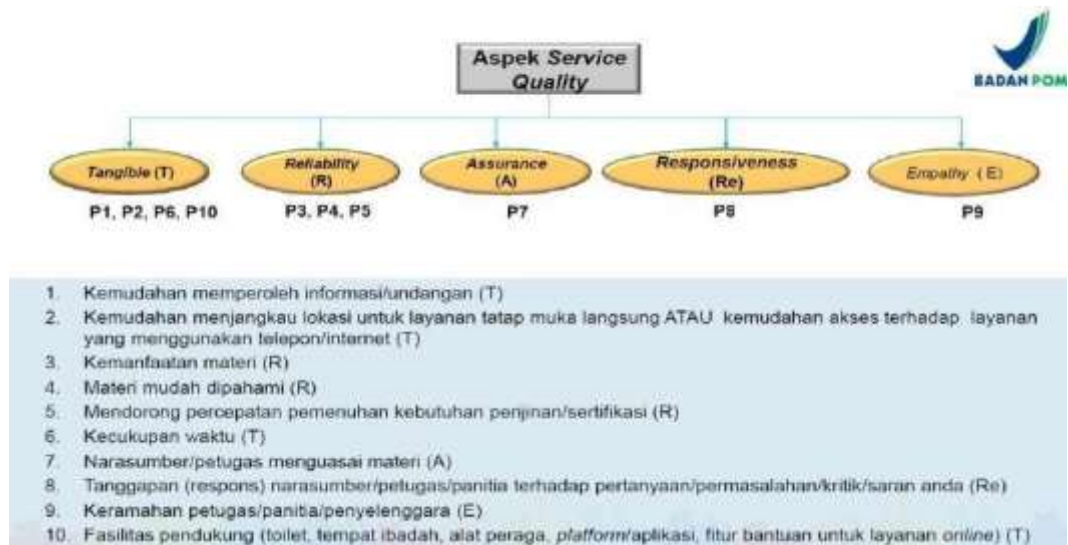 Aspek Service
Quality
BADAN POM
Tangible (T)
Reliability
(R)
Assurance
(A)
Responsiveness
(Re)
Empathy ( E )
P1, P2, P6, P10
P3, P4, P5
P7
P8
P9
1. Kemudahan memperoleh informasi/undangan (T)
2. Kemudahan menjangkau lokasi untuk layanan tatap muka langsung ATAU kemudahan akses terhadap layanan
yang menggunakan telepon/internet (T)
3. Kemanfaatan materi (R)
4. Materi mudah dipahami (R)
5. Mendorong percepatan pemenuhan kebutuhan perijinan/sertifikasi (R)
6. Kecukupan waktu (T)
7. Narasumber/petugas menguasai materi (A)
8. Tanggapan (respons) narasumber/petugas/panitia terhadap pertanyaan/permasalahan/kritik/saran anda (Re)
9. Keramahan petugas/panitia/penyelenggara (E)
10. Fasilitas pendukung (toilet, tempat ibadah, alat peraga, platform/aplikasi, fitur bantuan untuk layanan online) (T)